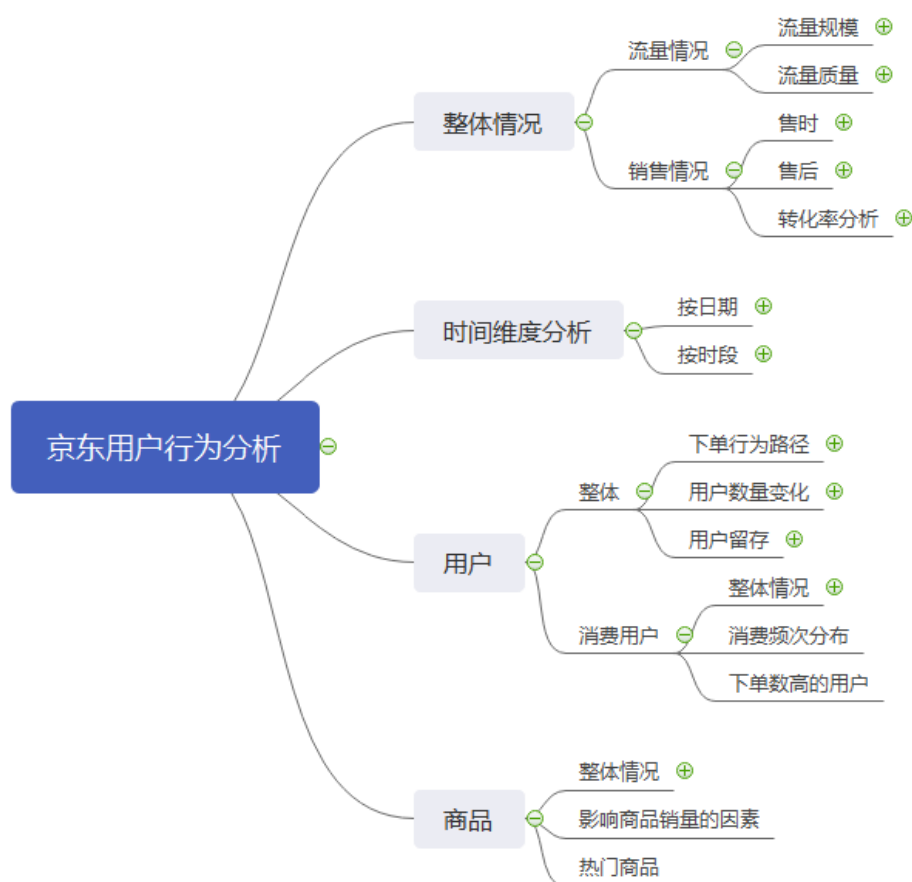 京东用户行为分析
整体情况
流量情况
流量规模
流量质量
销售情况
售时
售后
转化率分析
时间维度分析
按日期
按时段
用户
整体
下单行为路径
用户数量变化
用户留存
消费用户
整体情况
消费频次分布
下单数高的用户
商品
整体情况
影响商品销量的因素
热门商品